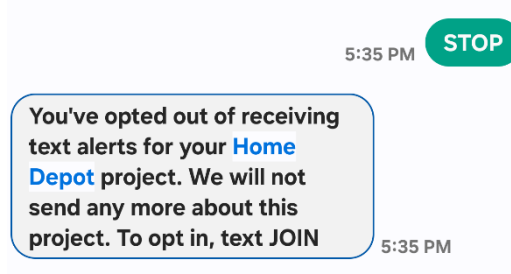 STOP
5:35 PM
You've opted out of receiving
text alerts for your Home
Depot project. We will not
send any more about this
project. To opt in, text JOIN
5:35 PM